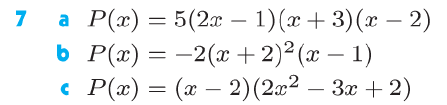 7 a P(x) = 5(2x − 1)(x + 3)(x − 2)
b P(x) = −2(x + 2)²(x − 1)
c P(x) = (x − 2)(2x² − 3x + 2)